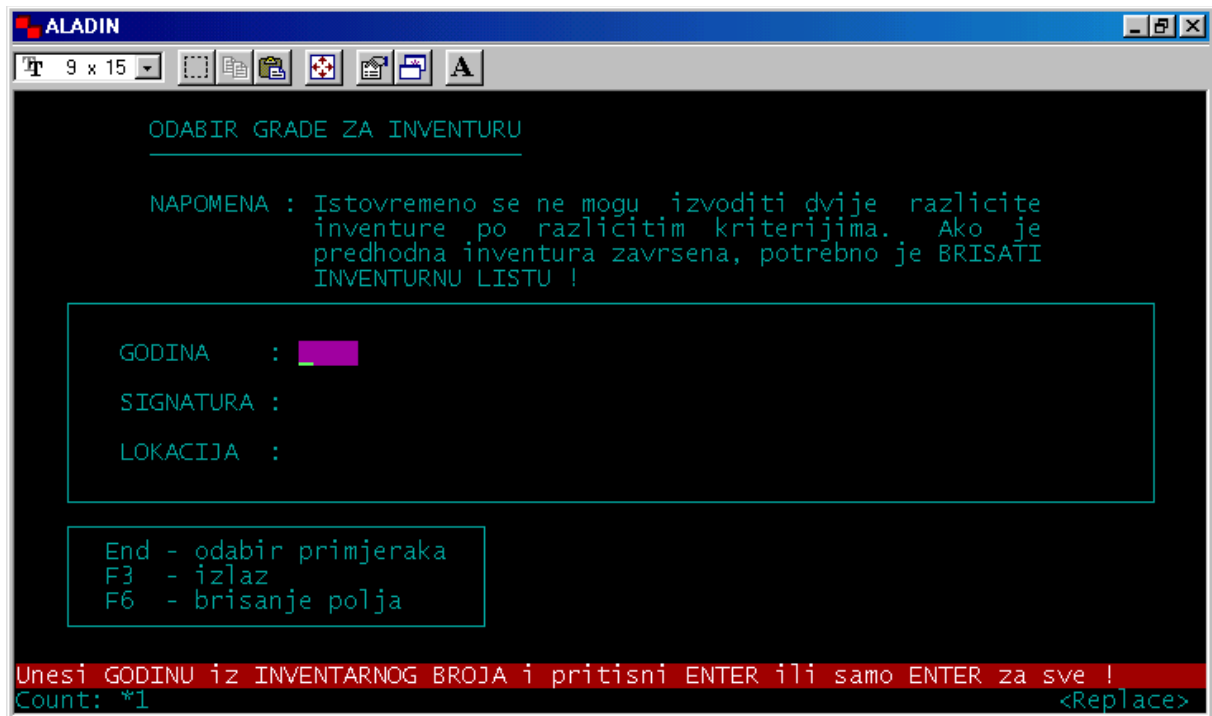 ALADIN
9 x 15
A
ODABIR GRADE ZA INVENTURU
NAPOMENA : Istovremeno se ne mogu izvoditi dvije razlicite
inventure po razlicitim kriterijima. Ako je
predhodna inventura zavrsena, potrebno je BRISATI
INVENTURNU LISTU !
GODINA :
SIGNATURA :
LOKACIJA :
End - odabir primjeraka
F3 - izlaz
F6 - brisanje polja
Unesi GODINU iz INVENTARNOG BROJA i pritisni ENTER ili samo ENTER za sve !
Count: *1 <Replace>